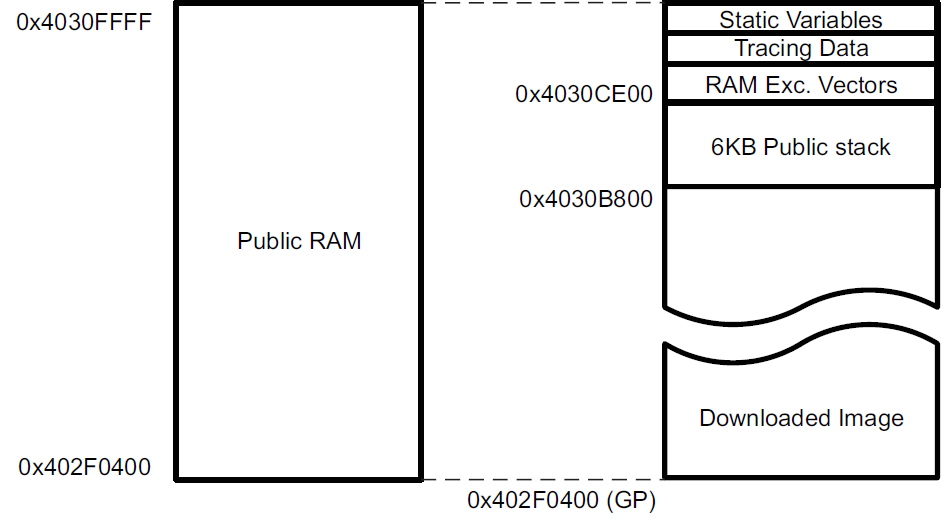 0x4030FFFF
Static Variables
Tracing Data
0x4030CE00
RAM Exc. Vectors
6KB Public stack
0x4030B800
Public RAM
Downloaded Image
0x402F0400
0x402F0400 (GP)